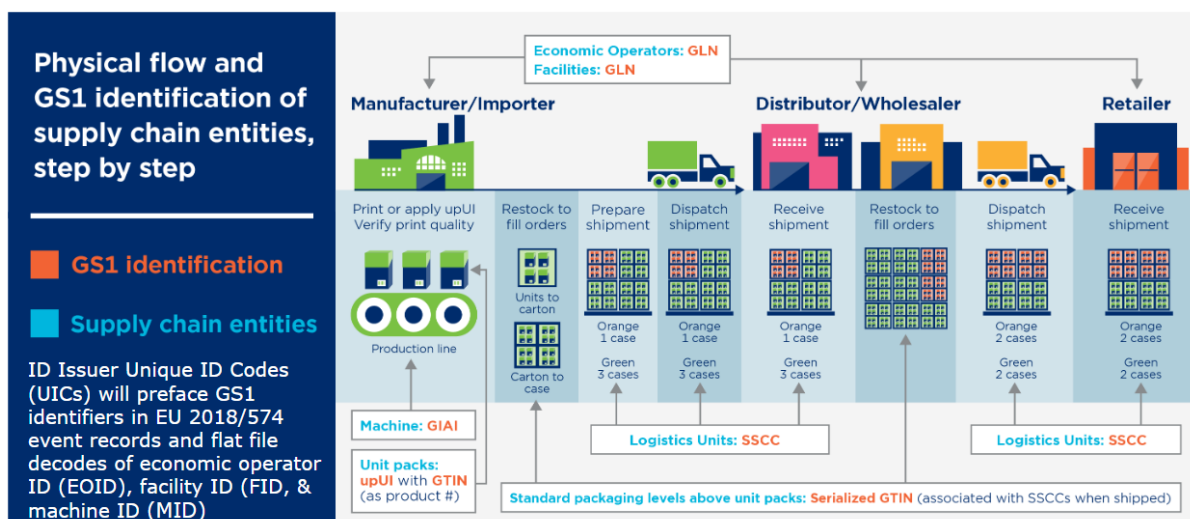 Physical flow and
GS1 identification of
supply chain entities,
step by step
GS1 identification
Supply chain entities
ID Issuer Unique ID Codes
(UICs) will preface GS1
identifiers in EU 2018/574
event records and flat file
decodes of economic operator
ID (EOID), facility ID (FID, &
machine ID (MID)
Economic Operators: GLN
Facilities: GLN
Manufacturer/Importer
Distributor/Wholesaler
Retailer
Print or apply upUI
Verify print quality
Restock to
fill orders
Prepare
shipment
Dispatch
shipment
Receive
shipment
Restock to
fill orders
Dispatch
shipment
Receive
shipment
Production line
Units to
carton
Carton to
case
Orange
1 case
Green
3 cases
Orange
1 case
Green
3 cases
Orange
1 case
Green
3 cases
Orange
2 cases
Green
2 cases
Orange
2 cases
Green
2 cases
Machine: GIAI
Unit packs:
upUI with GTIN
(as product #)
Logistics Units: SSCC
Logistics Units: SSCC
Standard packaging levels above unit packs: Serialized GTIN (associated with SSCCs when shipped)